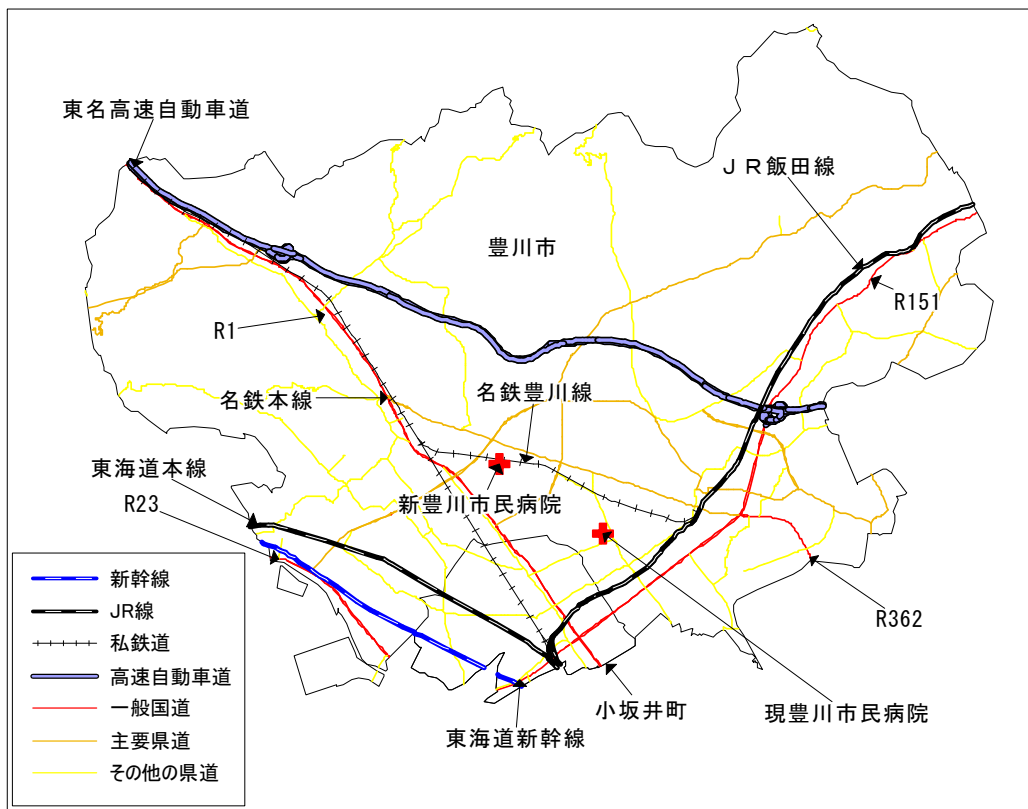 東名高速自動車道
ＪＲ飯田線
豊川市
R151
R1
名鉄本線
名鉄豊川線
東海道本線
R23
新豊川市民病院
R362
小坂井町
現豊川市民病院
東海道新幹線
新幹線
JR線
私鉄道
高速自動車道
一般国道
主要県道
その他の県道